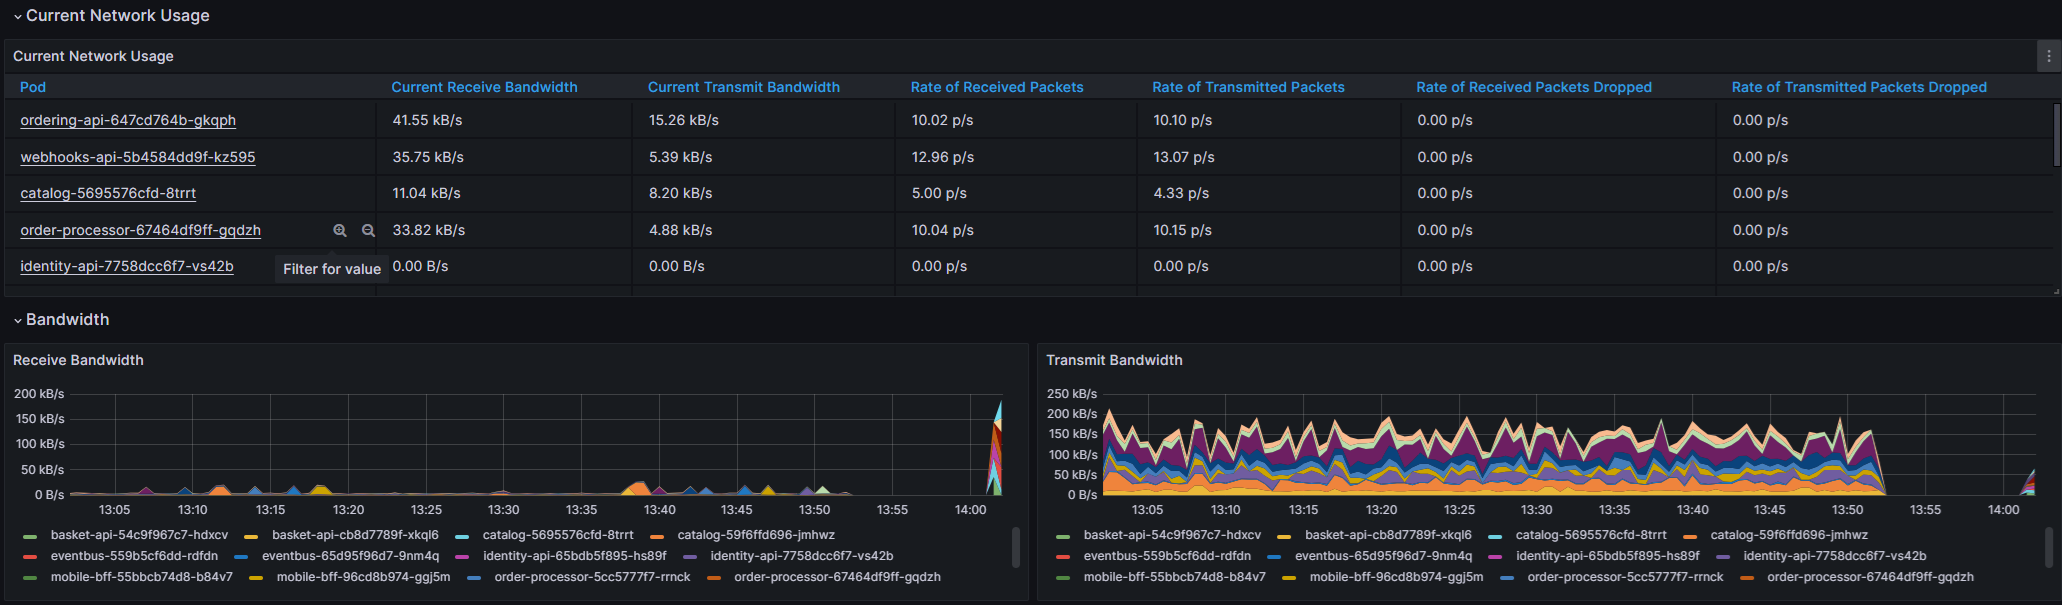 Current Network Usage
Current Network Usage
Pod Current Receive Bandwidth Current Transmit Bandwidth Rate of Received Packets Rate of Transmitted Packets Rate of Received Packets Dropped Rate of Transmitted Packets Dropped
ordering-api-647cd764b-gkqph 41.55 kB/s 15.26 kB/s 10.02 p/s 10.10 p/s 0.00 p/s 0.00 p/s
webhooks-api-5b4584dd9f-kz595 35.75 kB/s 5.39 kB/s 12.96 p/s 13.07 p/s 0.00 p/s 0.00 p/s
catalog-5695576cfd-8trrt 11.04 kB/s 8.20 kB/s 5.00 p/s 4.33 p/s 0.00 p/s 0.00 p/s
order-processor-67464df9ff-gqdzh 33.82 kB/s 4.88 kB/s 10.04 p/s 10.15 p/s 0.00 p/s 0.00 p/s
identity-api-7758dcc6f7-vs42b 0.00 B/s 0.00 B/s 0.00 p/s 0.00 p/s 0.00 p/s 0.00 p/s
Filter for value
Bandwidth
Receive Bandwidth
200 kB/s
150 kB/s
100 kB/s
50 kB/s
0 B/s
13:05 13:10 13:15 13:20 13:25 13:30 13:35 13:40 13:45 13:50 13:55 14:00
basket-api-54c9f967c7-hdxcv basket-api-cb8d7789f-xkql6 catalog-5695576cfd-8trrt catalog-59f6ffd696-jmhwz
eventbus-559b5cf6dd-rdfdn eventbus-65d95f96d7-9nm4q identity-api-65bdb5f895-hs89f identity-api-7758dcc6f7-vs42b
mobile-bff-55bbcb74d8-b84v7 mobile-bff-96cd8b974-ggj5m order-processor-5cc5777f7-rrnck order-processor-67464df9ff-gqdzh
Transmit Bandwidth
250 kB/s
200 kB/s
150 kB/s
100 kB/s
50 kB/s
0 B/s
13:05 13:10 13:15 13:20 13:25 13:30 13:35 13:40 13:45 13:50 13:55 14:00
basket-api-54c9f967c7-hdxcv basket-api-cb8d7789f-xkql6 catalog-5695576cfd-8trrt catalog-59f6ffd696-jmhwz
eventbus-559b5cf6dd-rdfdn eventbus-65d95f96d7-9nm4q identity-api-65bdb5f895-hs89f identity-api-7758dcc6f7-vs42b
mobile-bff-55bbcb74d8-b84v7 mobile-bff-96cd8b974-ggj5m order-processor-5cc5777f7-rrnck order-processor-67464df9ff-gqdzh